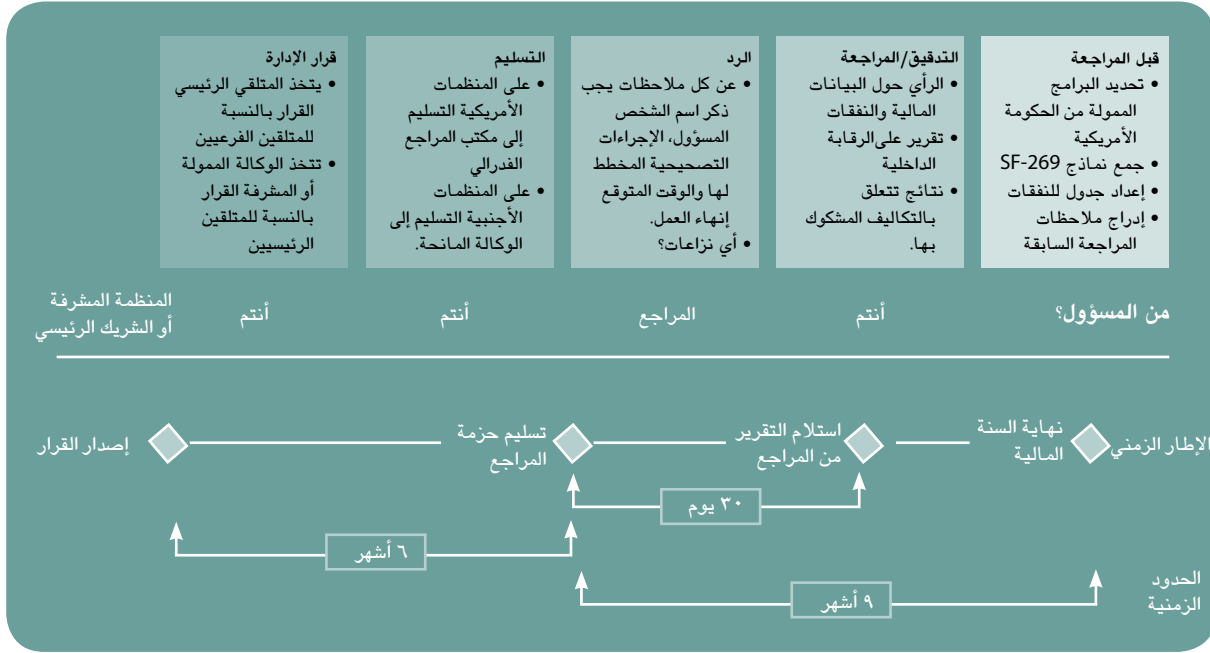 قبل المراجعة
• تحديد البرامج
الممولة من الحكومة
الأمريكية
• جمع نماذج SF-269
• إعداد جدول للنفقات
• إدراج ملاحظات
المراجعة السابقة
التدقيق/المراجعة
• الرأي حول البيانات
المالية والنفقات
• تقرير على الرقابة
الداخلية
• نتائج تتعلق
بالتكاليف المشكوك
بها.
الرد
• عن كل ملاحظات يجب
ذكر اسم الشخص
المسؤول، الإجراءات
التصحيحية المخطط
لها والوقت المتوقع
إنهاء العمل.
• أي نزاعات؟
التسليم
• على المنظمات
الأمريكية التسليم
إلى مكتب المراجع
الفدرالي
• على المنظمات
الأجنبية التسليم إلى
الوكالة المانحة.
قرار الإدارة
• يتخذ المتلقي الرئيسي
القرار بالنسبة
للمتلقين الفرعيين
• تتخذ الوكالة الممولة
أو المشرفة القرار
بالنسبة للمتلقين
الرئيسيين
من المسؤول؟
أنتم
المراجع
أنتم
أنتم
المنظمة المشرفة
أو الشريك الرئيسي
الإطار الزمني
نهاية السنة
المالية
استلام التقرير
من المراجع
تسليم حزمة
المراجع
إصدار القرار
٣٠ يوم
٦ أشهر
٩ أشهر
الحدود
الزمنية